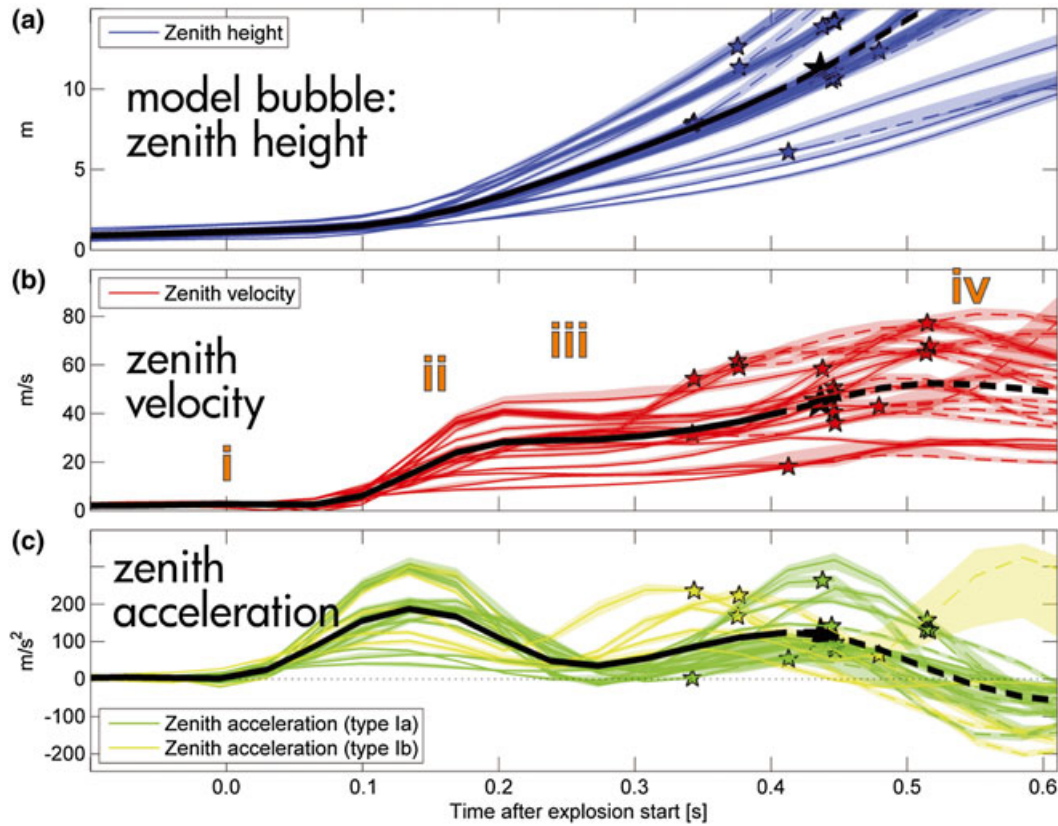 (a)
Zenith height
model bubble:
zenith height
m
10
5
0
(b)
Zenith velocity
zenith
velocity
i
ii
iii
iv
m/s
80
60
40
20
0
(c)
zenith
acceleration
m/s²
200
100
0
-100
-200
Zenith acceleration (type Ia)
Zenith acceleration (type Ib)
0.0 0.1 0.2 0.3 0.4 0.5 0.6
Time after explosion start [s]